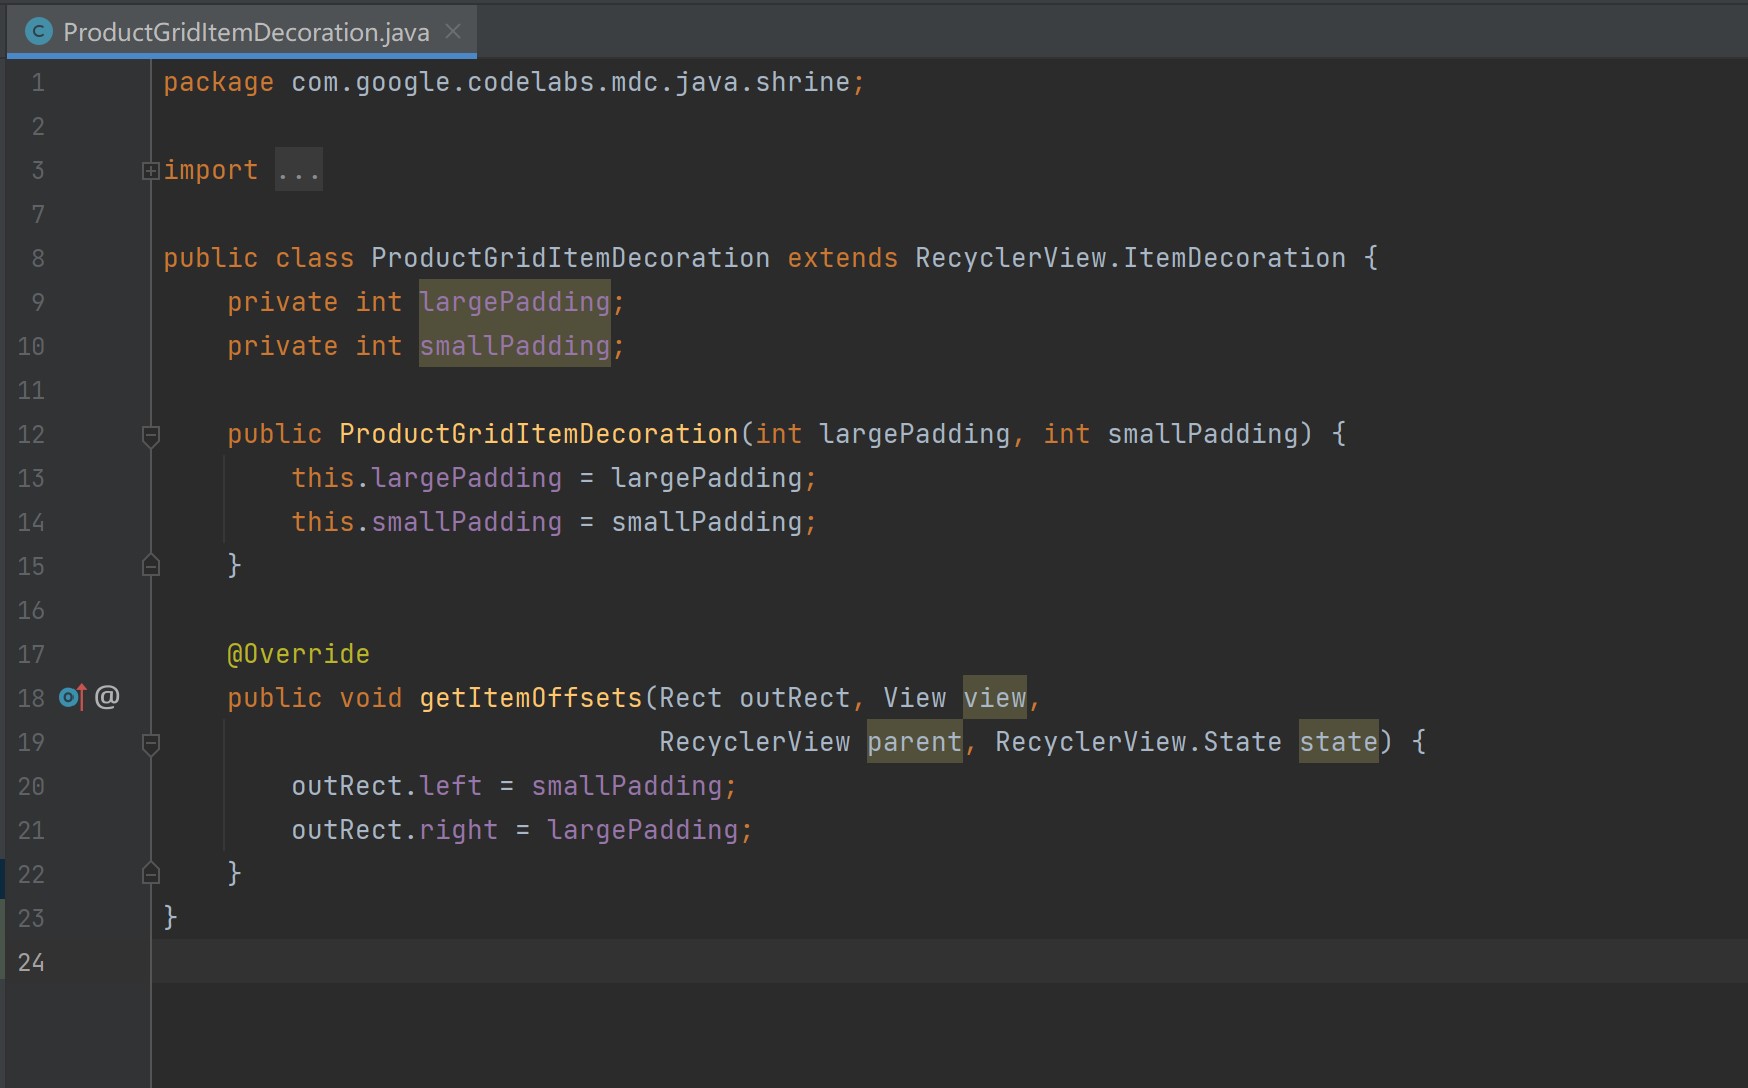 ProductGridItemDecoration.java
1 package com.google.codelabs.mdc.java.shrine;
2
3 import ...
7
8 public class ProductGridItemDecoration extends RecyclerView.ItemDecoration {
9 private int largePadding;
10 private int smallPadding;
11
12 public ProductGridItemDecoration(int largePadding, int smallPadding) {
13 this.largePadding = largePadding;
14 this.smallPadding = smallPadding;
15 }
16
17 @Override
18 @ public void getItemOffsets(Rect outRect, View view,
19 RecyclerView parent, RecyclerView.State state) {
20 outRect.left = smallPadding;
21 outRect.right = largePadding;
22 }
23 }
24